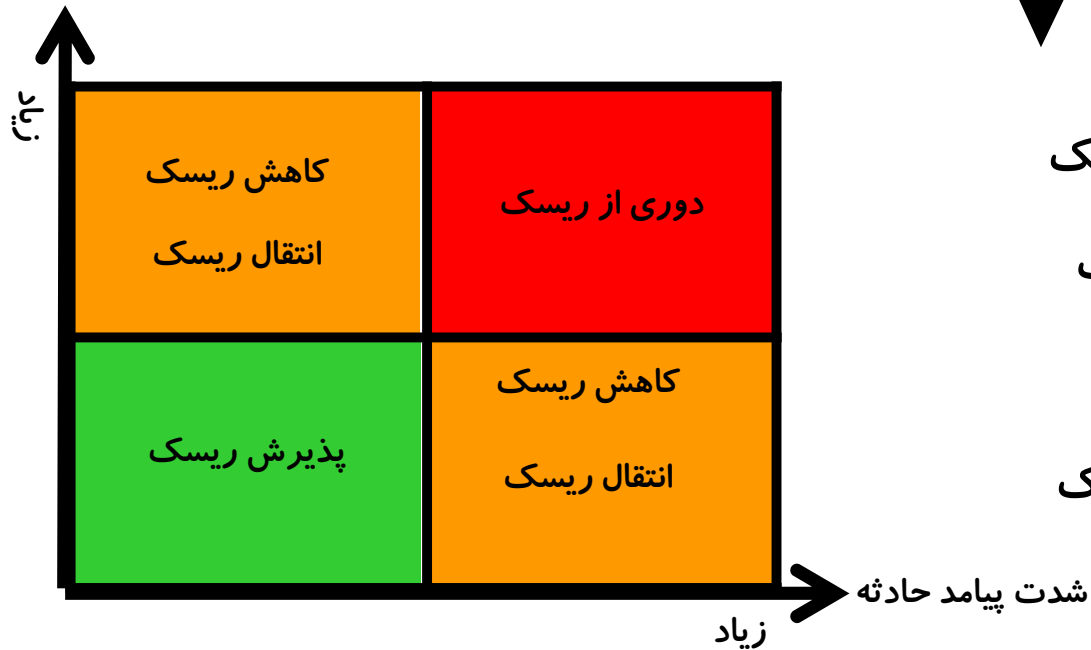 زیاد
کاهش ریسک
انتقال ریسک
دوری از ریسک
پذیرش ریسک
کاهش ریسک
انتقال ریسک
شدت پیامد حادثه
زیاد